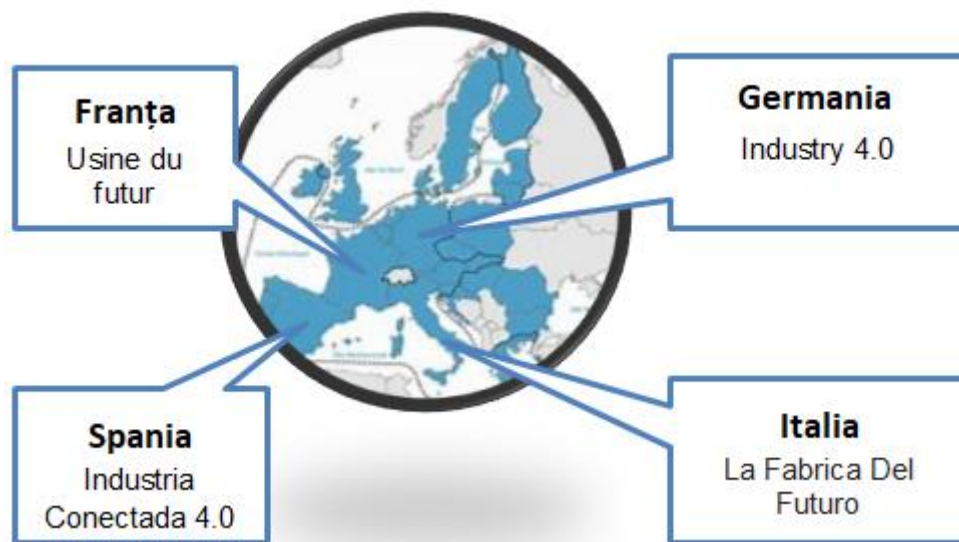 Franța
Usine du
futur
Germania
Industry 4.0
Spania
Industria
Conectada 4.0
Italia
La Fabrica Del
Futuro